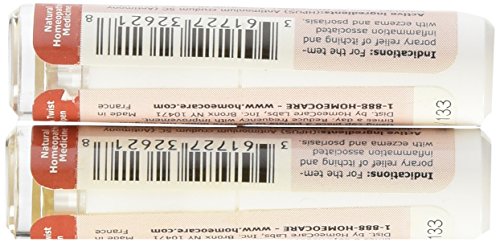 Natural
Homeopathic
Medicine
Indications: For the tem-
porary relief of itching and
inflammation associated
with eczema and psoriasis.
3 61727 32621 8
Twist
Dist. by HomeoCare Labs, Inc. Bronx NY 10471
1-888-HOMEOCARE - www.homeocare.com
Made in
France
133
Natural
Homeopathic
Medicine
Indications: For the tem-
porary relief of itching and
inflammation associated
with eczema and psoriasis.
3 61727 32621 8
Twist
Dist. by HomeoCare Labs, Inc. Bronx NY 10471
1-888-HOMEOCARE - www.homeocare.com
Made in
France
133